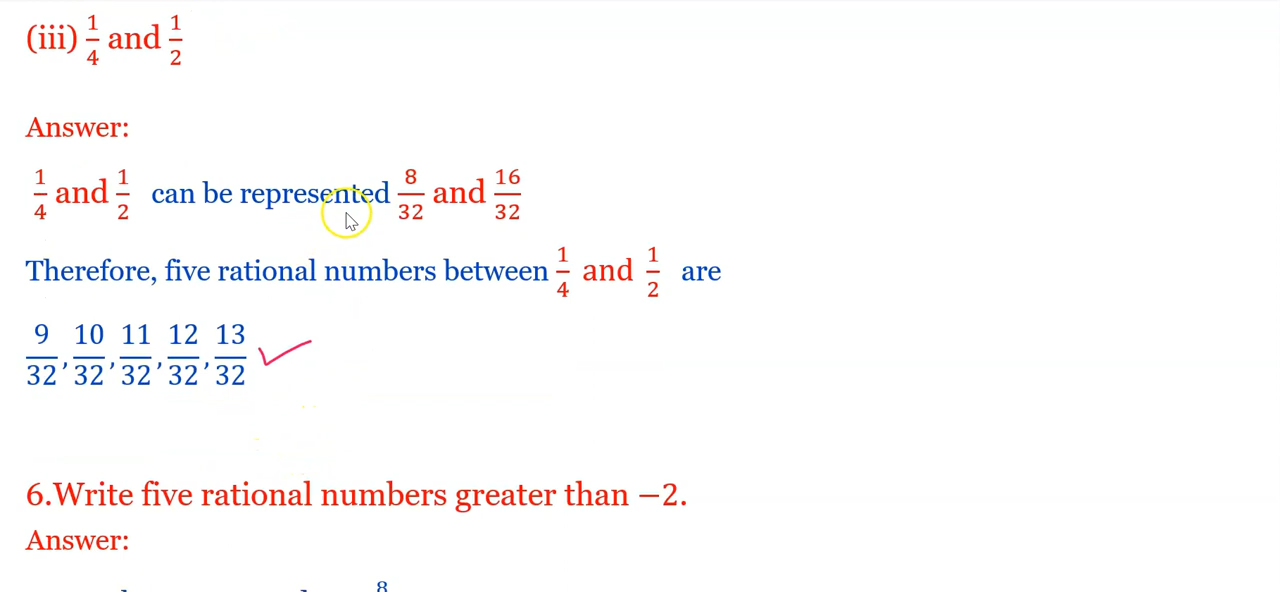 (iii) 1/4 and 1/2
Answer:
1/4 and 1/2 can be represented 8/32 and 16/32
Therefore, five rational numbers between 1/4 and 1/2 are
9/32, 10/32, 11/32, 12/32, 13/32
6.Write five rational numbers greater than −2.
Answer: